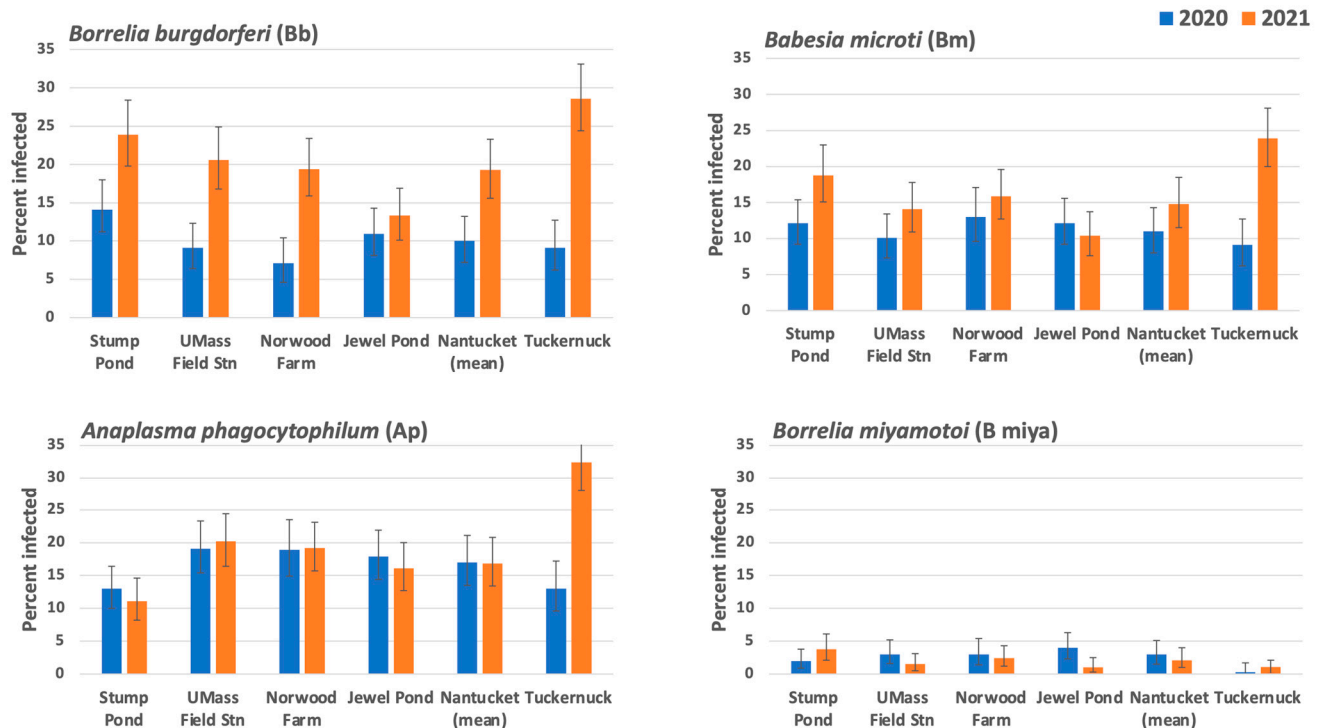 2020 2021
Borrelia burgdorferi (Bb)
Percent infected
35
30
25
20
15
10
5
0
Stump Pond
UMass Field Stn
Norwood Farm
Jewel Pond
Nantucket (mean)
Tuckernuck
Babesia microti (Bm)
Percent infected
35
30
25
20
15
10
5
0
Stump Pond
UMass Field Stn
Norwood Farm
Jewel Pond
Nantucket (mean)
Tuckernuck
Anaplasma phagocytophilum (Ap)
Percent infected
35
30
25
20
15
10
5
0
Stump Pond
UMass Field Stn
Norwood Farm
Jewel Pond
Nantucket (mean)
Tuckernuck
Borrelia miyamotoi (B miya)
Percent infected
35
30
25
20
15
10
5
0
Stump Pond
UMass Field Stn
Norwood Farm
Jewel Pond
Nantucket (mean)
Tuckernuck